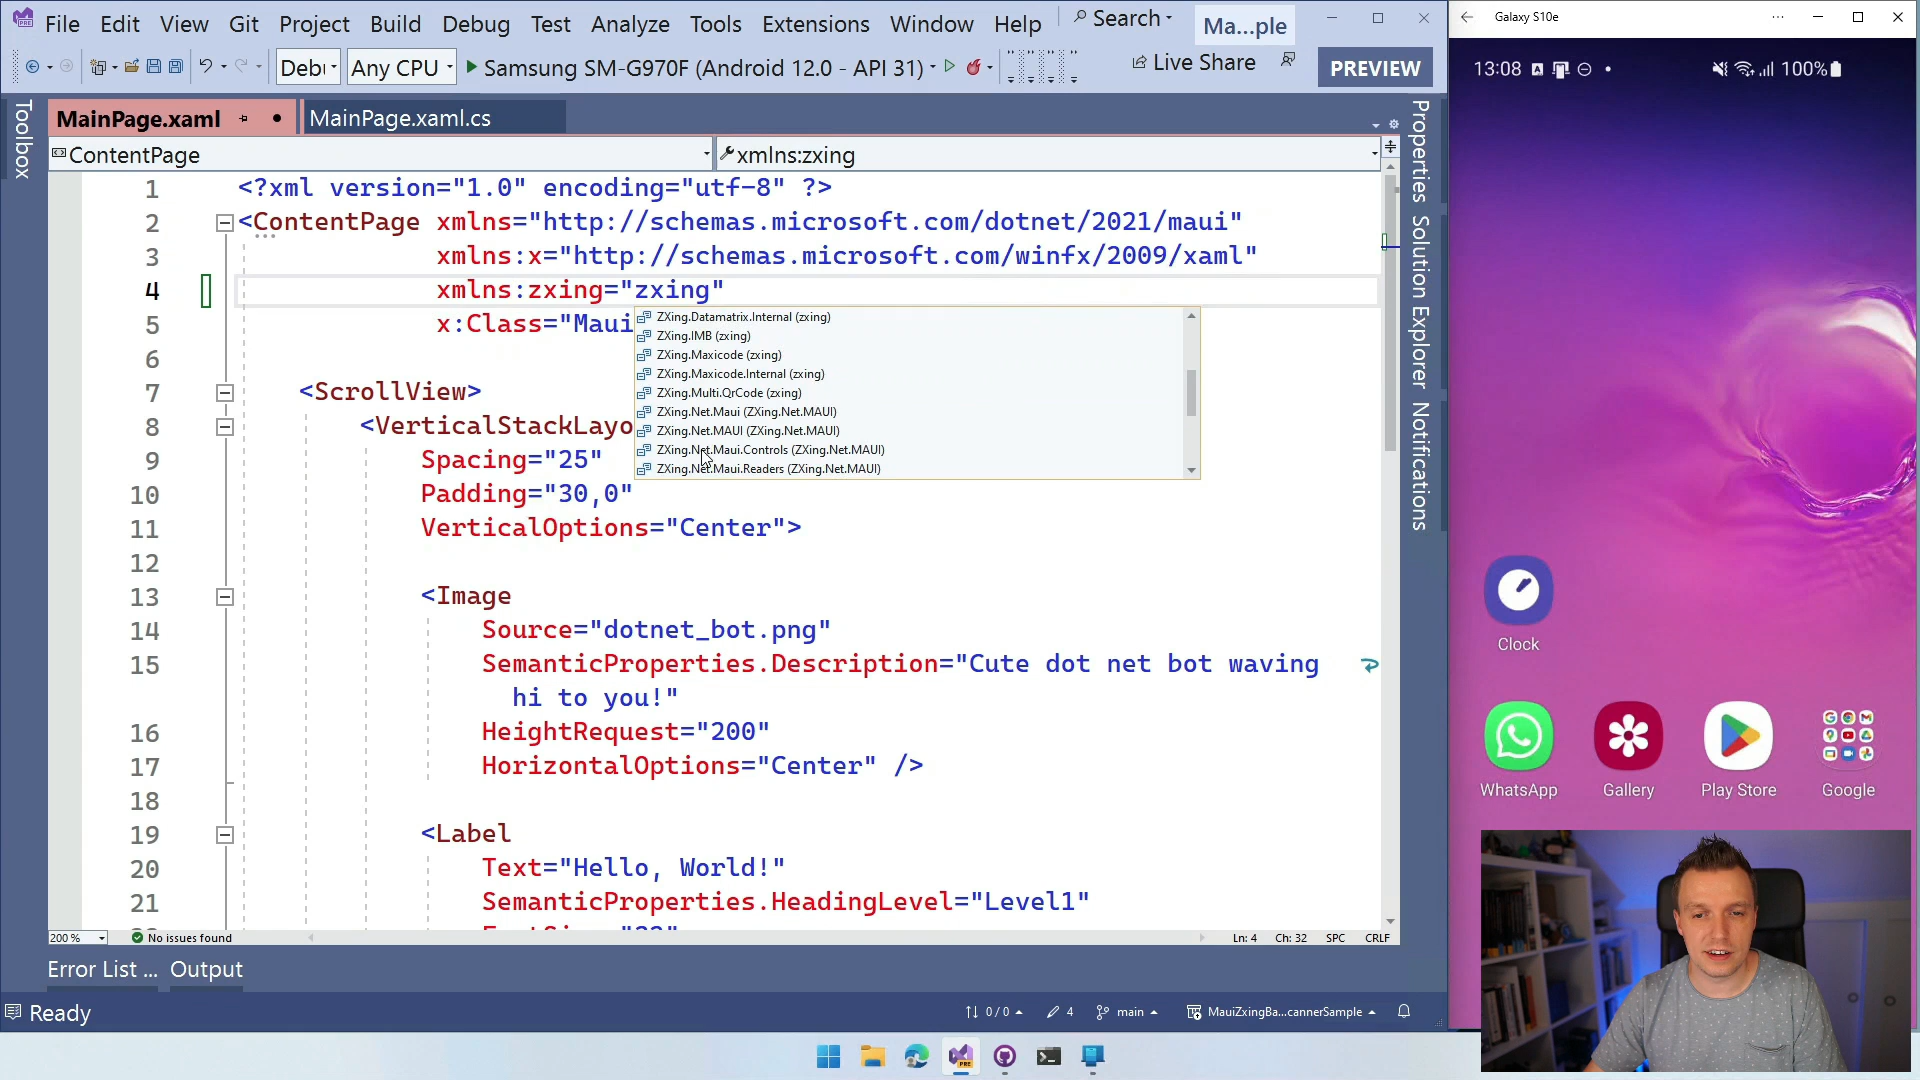 File Edit View Git Project Build Debug Test Analyze Tools Extensions Window Help Search Ma...ple
Any CPU Samsung SM-G970F (Android 12.0 - API 31) Live Share PREVIEW
Toolbox
MainPage.xaml MainPage.xaml.cs
ContentPage xmlns:zxing
1 <?xml version="1.0" encoding="utf-8" ?>
2 <ContentPage xmlns="http://schemas.microsoft.com/dotnet/2021/maui"
3 xmlns:x="http://schemas.microsoft.com/winfx/2009/xaml"
4 xmlns:zxing="zxing"
5 x:Class="Maui
ZXing.Datamatrix.Internal (zxing)
ZXing.IMB (zxing)
ZXing.Maxicode (zxing)
ZXing.Maxicode.Internal (zxing)
ZXing.Multi.QrCode (zxing)
ZXing.Net.Maui (ZXing.Net.MAUI)
ZXing.Net.MAUI (ZXing.Net.MAUI)
ZXing.Net.Maui.Controls (ZXing.Net.MAUI)
ZXing.Net.Maui.Readers (ZXing.Net.MAUI)
6
7 <ScrollView>
8 <VerticalStackLayo
9 Spacing="25"
10 Padding="30,0"
11 VerticalOptions="Center">
12
13 <Image
14 Source="dotnet_bot.png"
15 SemanticProperties.Description="Cute dot net bot waving
hi to you!"
16 HeightRequest="200"
17 HorizontalOptions="Center" />
18
19 <Label
20 Text="Hello, World!"
21 SemanticProperties.HeadingLevel="Level1"
200 % No issues found Ln: 4 Ch: 32 SPC CRLF
Error List ... Output
Ready 0 / 0 4 main MauiZxingBa...cannerSample
Properties
Solution Explorer
Notifications
Galaxy S10e
13:08 100%
Clock
WhatsApp Gallery Play Store Google